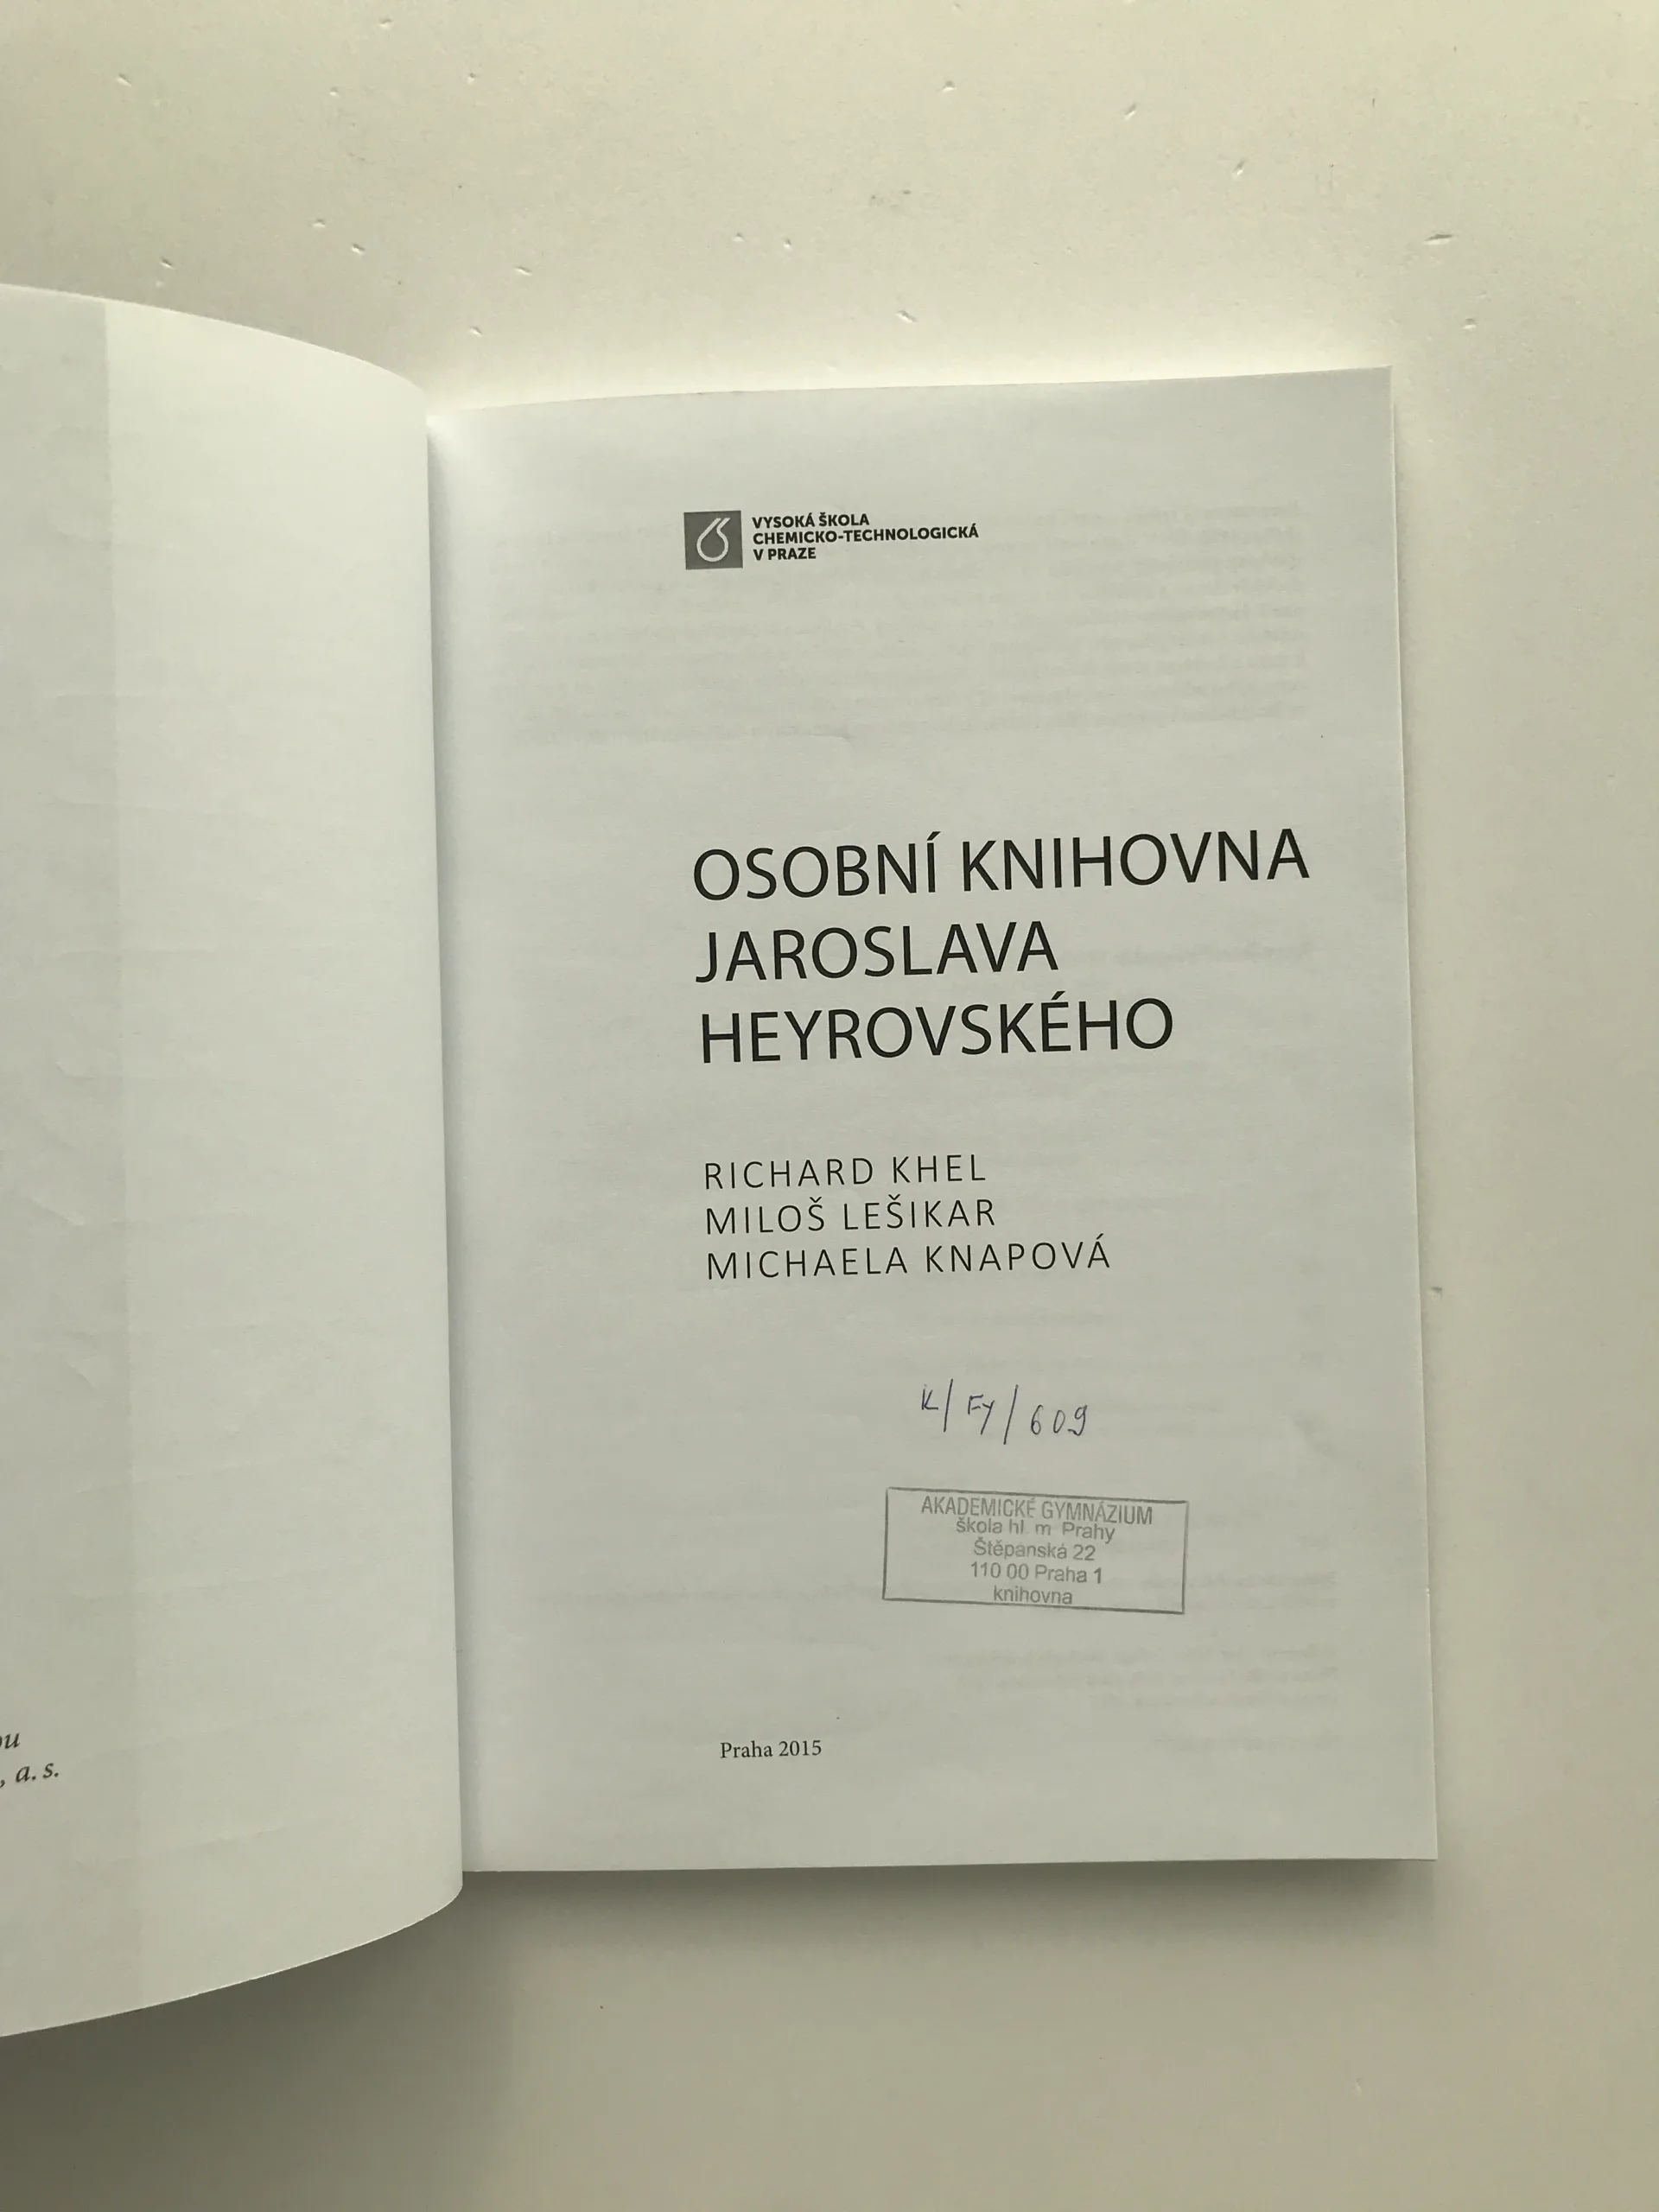 VYSOKÁ ŠKOLA
CHEMICKO-TECHNOLOGICKÁ
V PRAZE
OSOBNÍ KNIHOVNA
JAROSLAVA
HEYROVSKÉHO
RICHARD KHEL
MILOŠ LEŠIKAR
MICHAELA KNAPOVÁ
K/Fy/609
AKADEMICKÉ GYMNÁZIUM
škola hl. m Prahy
Štěpanská 22
110 00 Praha 1
knihovna
Praha 2015
, a. s.